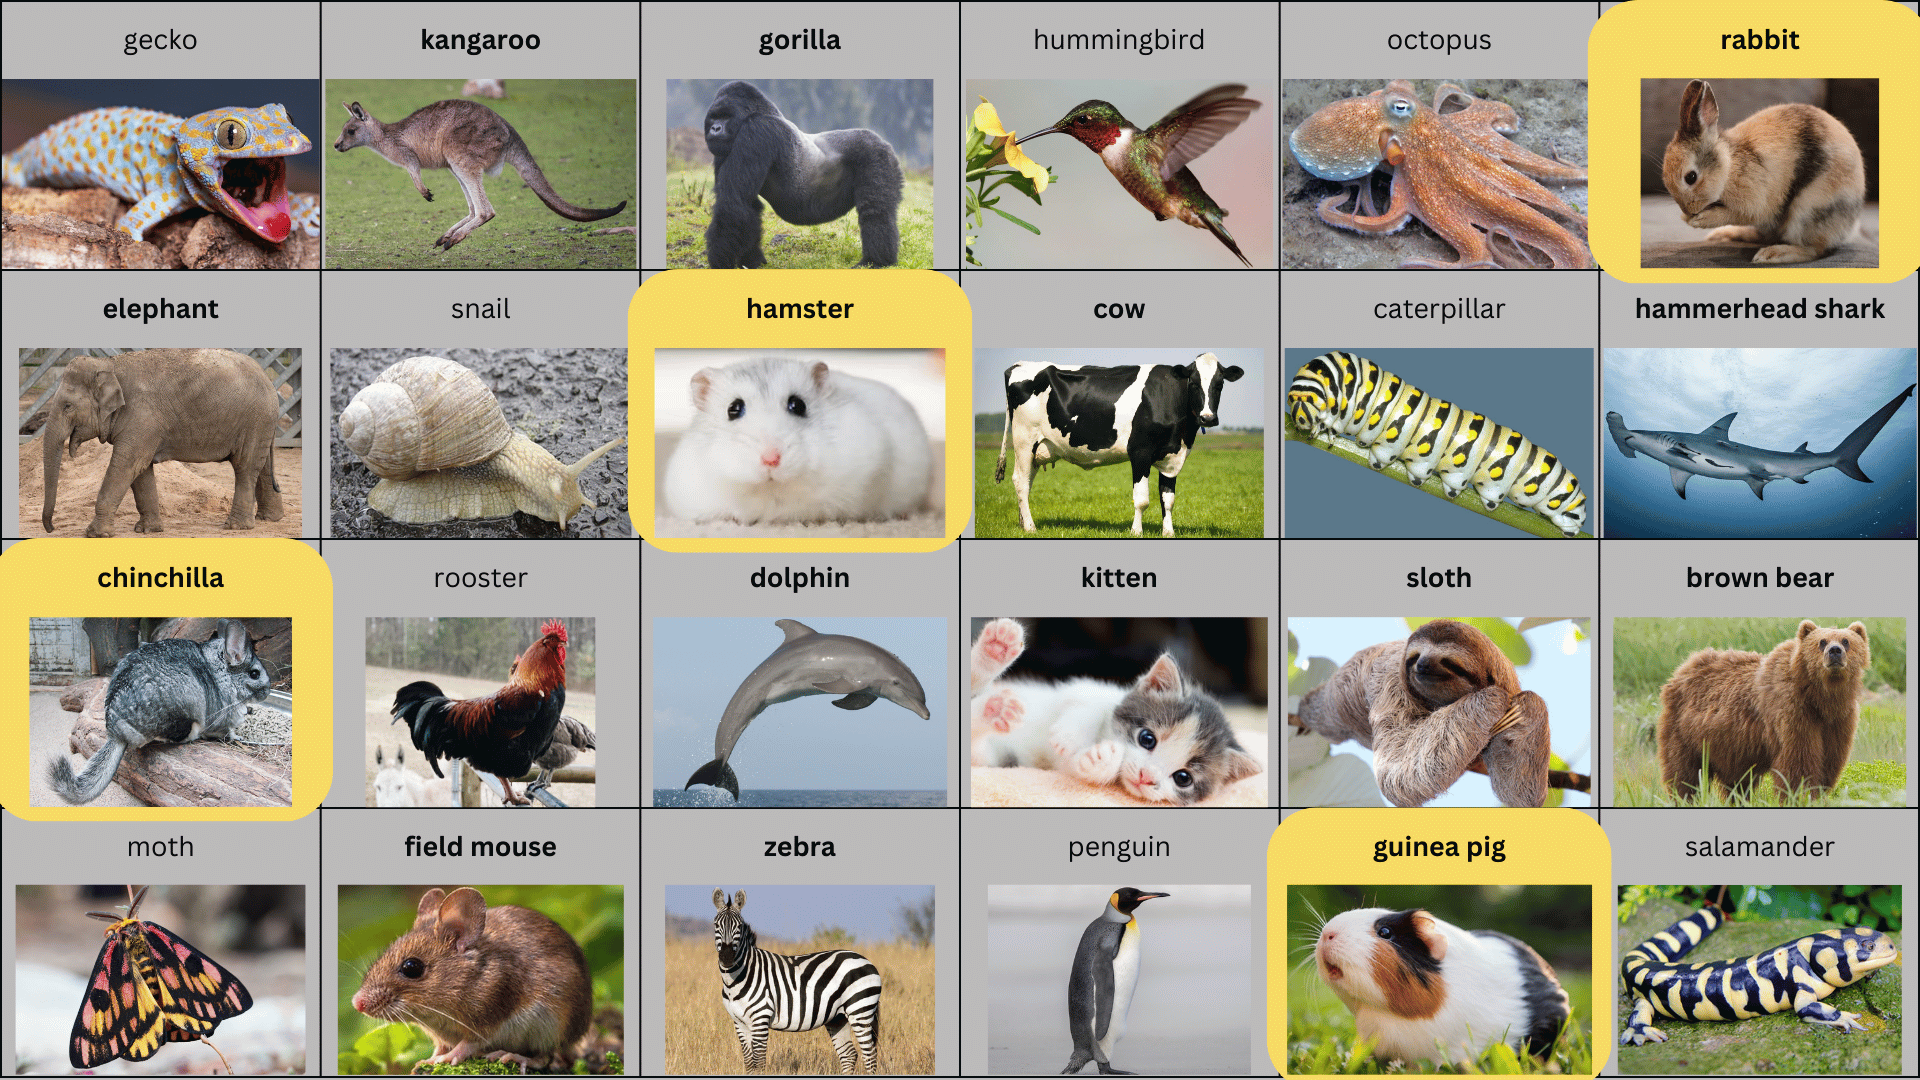 gecko
kangaroo
gorilla
hummingbird
octopus
rabbit
elephant
snail
hamster
cow
caterpillar
hammerhead shark
chinchilla
rooster
dolphin
kitten
sloth
brown bear
moth
field mouse
zebra
penguin
guinea pig
salamander